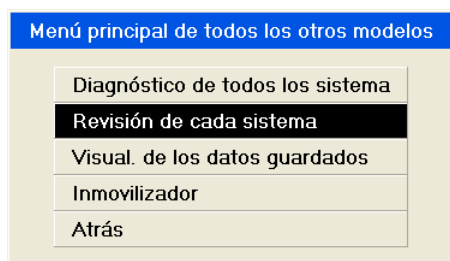 Menú principal de todos los otros modelos
Diagnóstico de todos los sistema
Revisión de cada sistema
Visual. de los datos guardados
Inmovilizador
Atrás